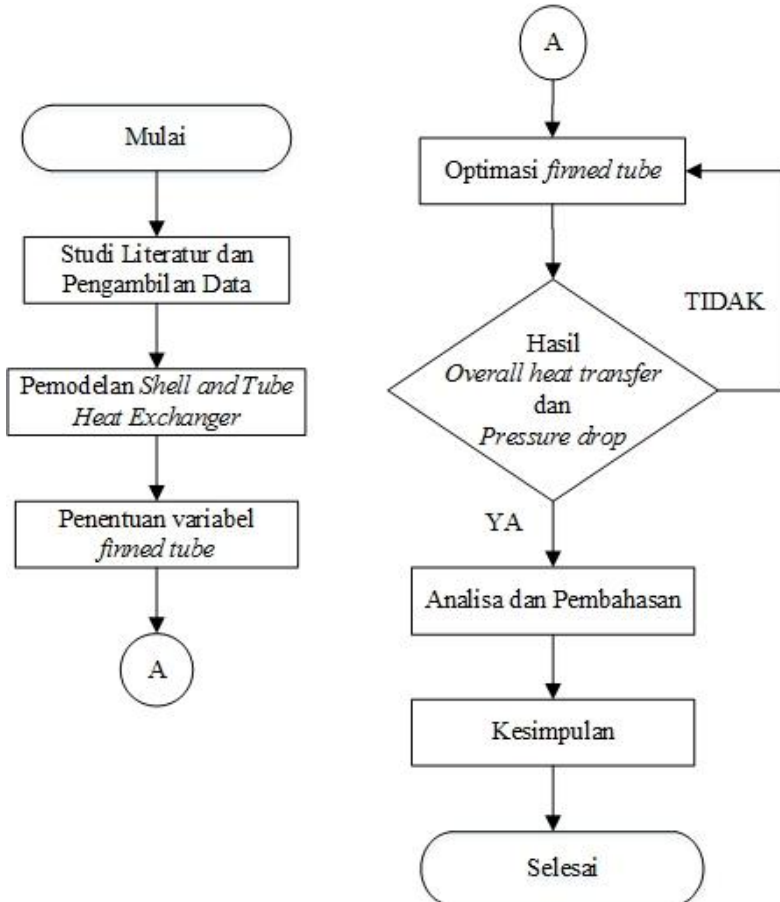 Mulai
Studi Literatur dan
Pengambilan Data
Pemodelan Shell and Tube
Heat Exchanger
Penentuan variabel
finned tube
A
A
Optimasi finned tube
TIDAK
Hasil
Overall heat transfer
dan
Pressure drop
YA
Analisa dan Pembahasan
Kesimpulan
Selesai